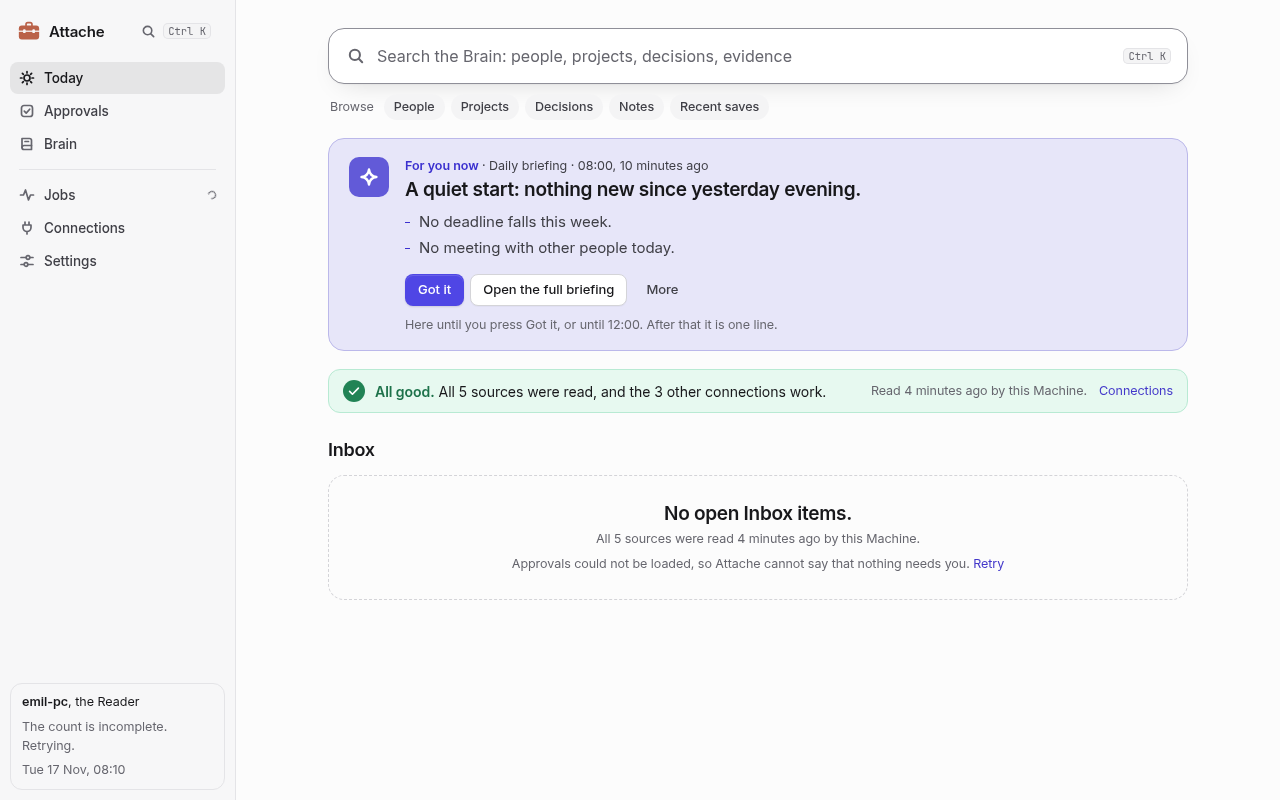 Attache
Ctrl K
Today
Approvals
Brain
Jobs
Connections
Settings
emil-pc, the Reader
The count is incomplete.
Retrying.
Tue 17 Nov, 08:10
Search the Brain: people, projects, decisions, evidence
Ctrl K
Browse People Projects Decisions Notes Recent saves
For you now · Daily briefing · 08:00, 10 minutes ago
A quiet start: nothing new since yesterday evening.
– No deadline falls this week.
– No meeting with other people today.
Got it Open the full briefing More
Here until you press Got it, or until 12:00. After that it is one line.
All good. All 5 sources were read, and the 3 other connections work. Read 4 minutes ago by this Machine. Connections
Inbox
No open Inbox items.
All 5 sources were read 4 minutes ago by this Machine.
Approvals could not be loaded, so Attache cannot say that nothing needs you. Retry